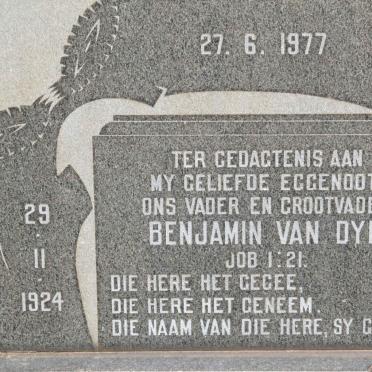 27. 6. 1977
29
11
1924
TER GEDAGTENIS AAN
MY GELIEFDE EGGENOOT
ONS VADER EN GROOTVADE
BENJAMIN VAN DY
JOB 1:21.
DIE HERE HET GEGEE,
DIE HERE HET GENEEM,
DIE NAAM VAN DIE HERE, SY G